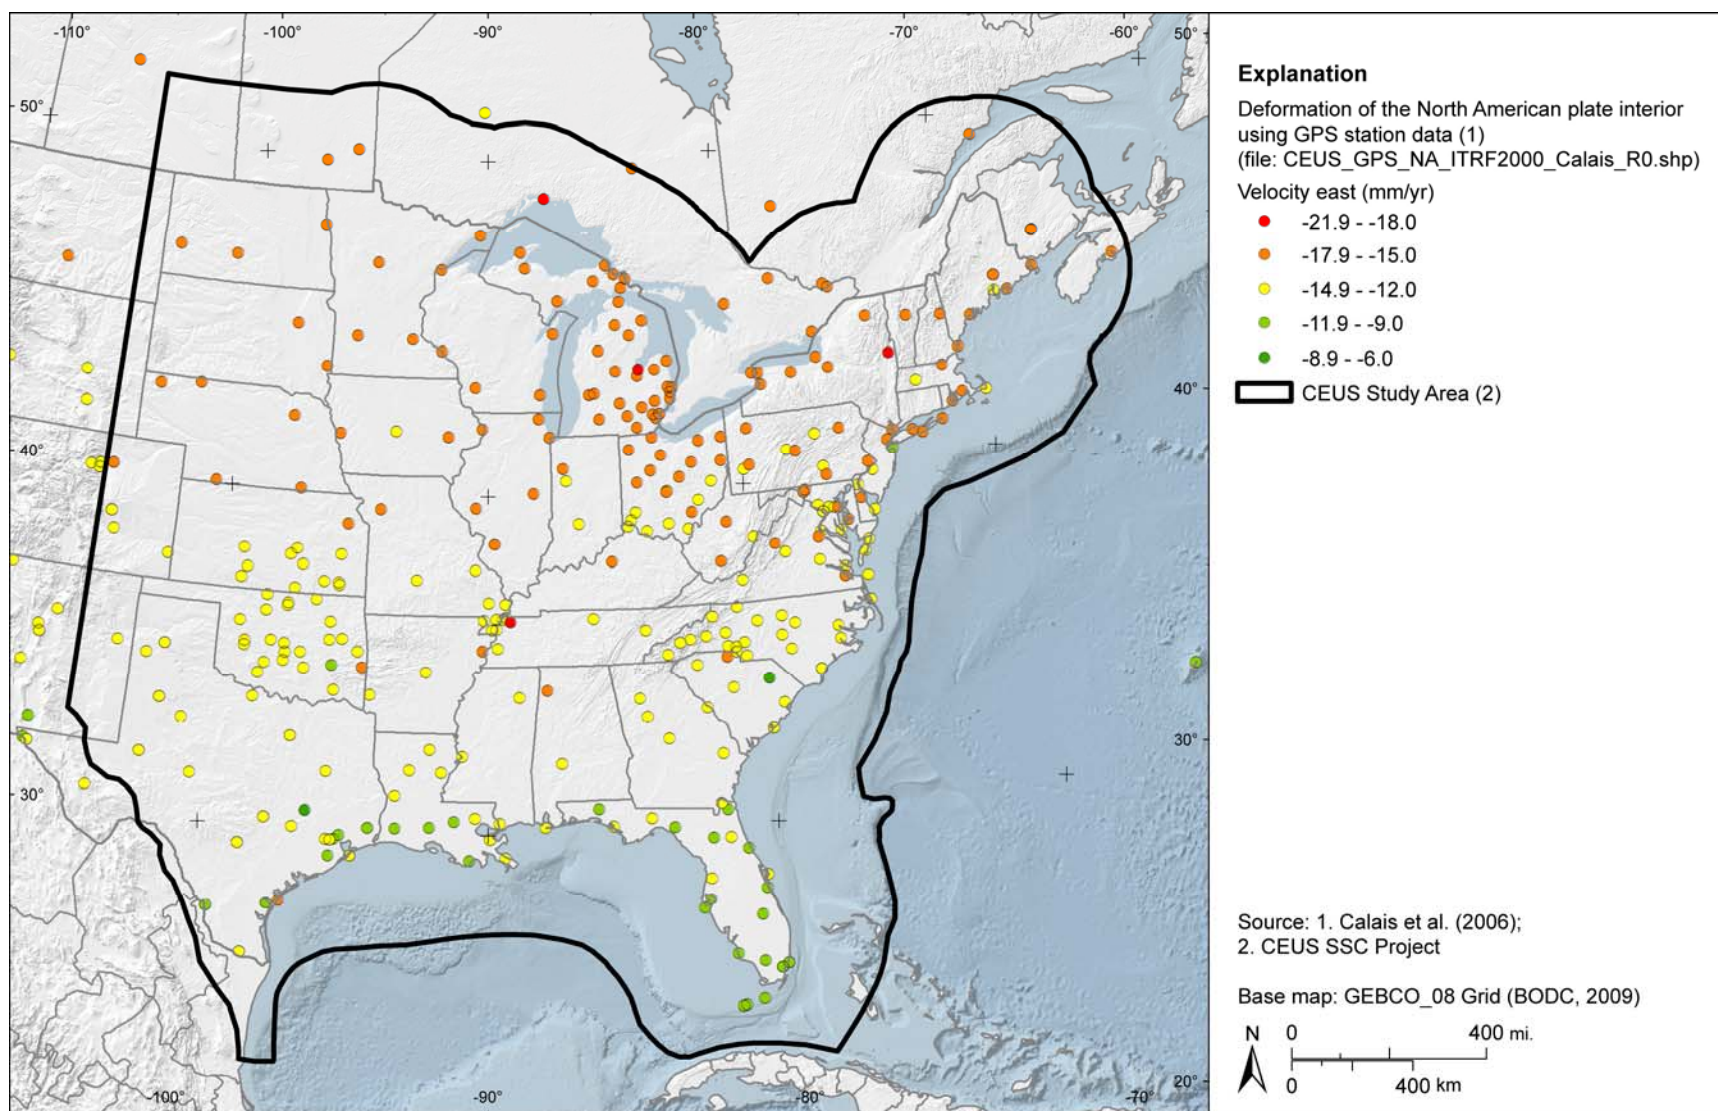 -110°
-100°
-90°
-80°
-70°
-60°
50°
50°
40°
40°
30°
30°
20°
-100°
-90°
-80°
-70°
Explanation
Deformation of the North American plate interior
using GPS station data (1)
(file: CEUS_GPS_NA_ITRF2000_Calais_R0.shp)
Velocity east (mm/yr)
-21.9 - -18.0
-17.9 - -15.0
-14.9 - -12.0
-11.9 - -9.0
-8.9 - -6.0
CEUS Study Area (2)
Source: 1. Calais et al. (2006);
2. CEUS SSC Project
Base map: GEBCO_08 Grid (BODC, 2009)
N
0 400 mi.
0 400 km